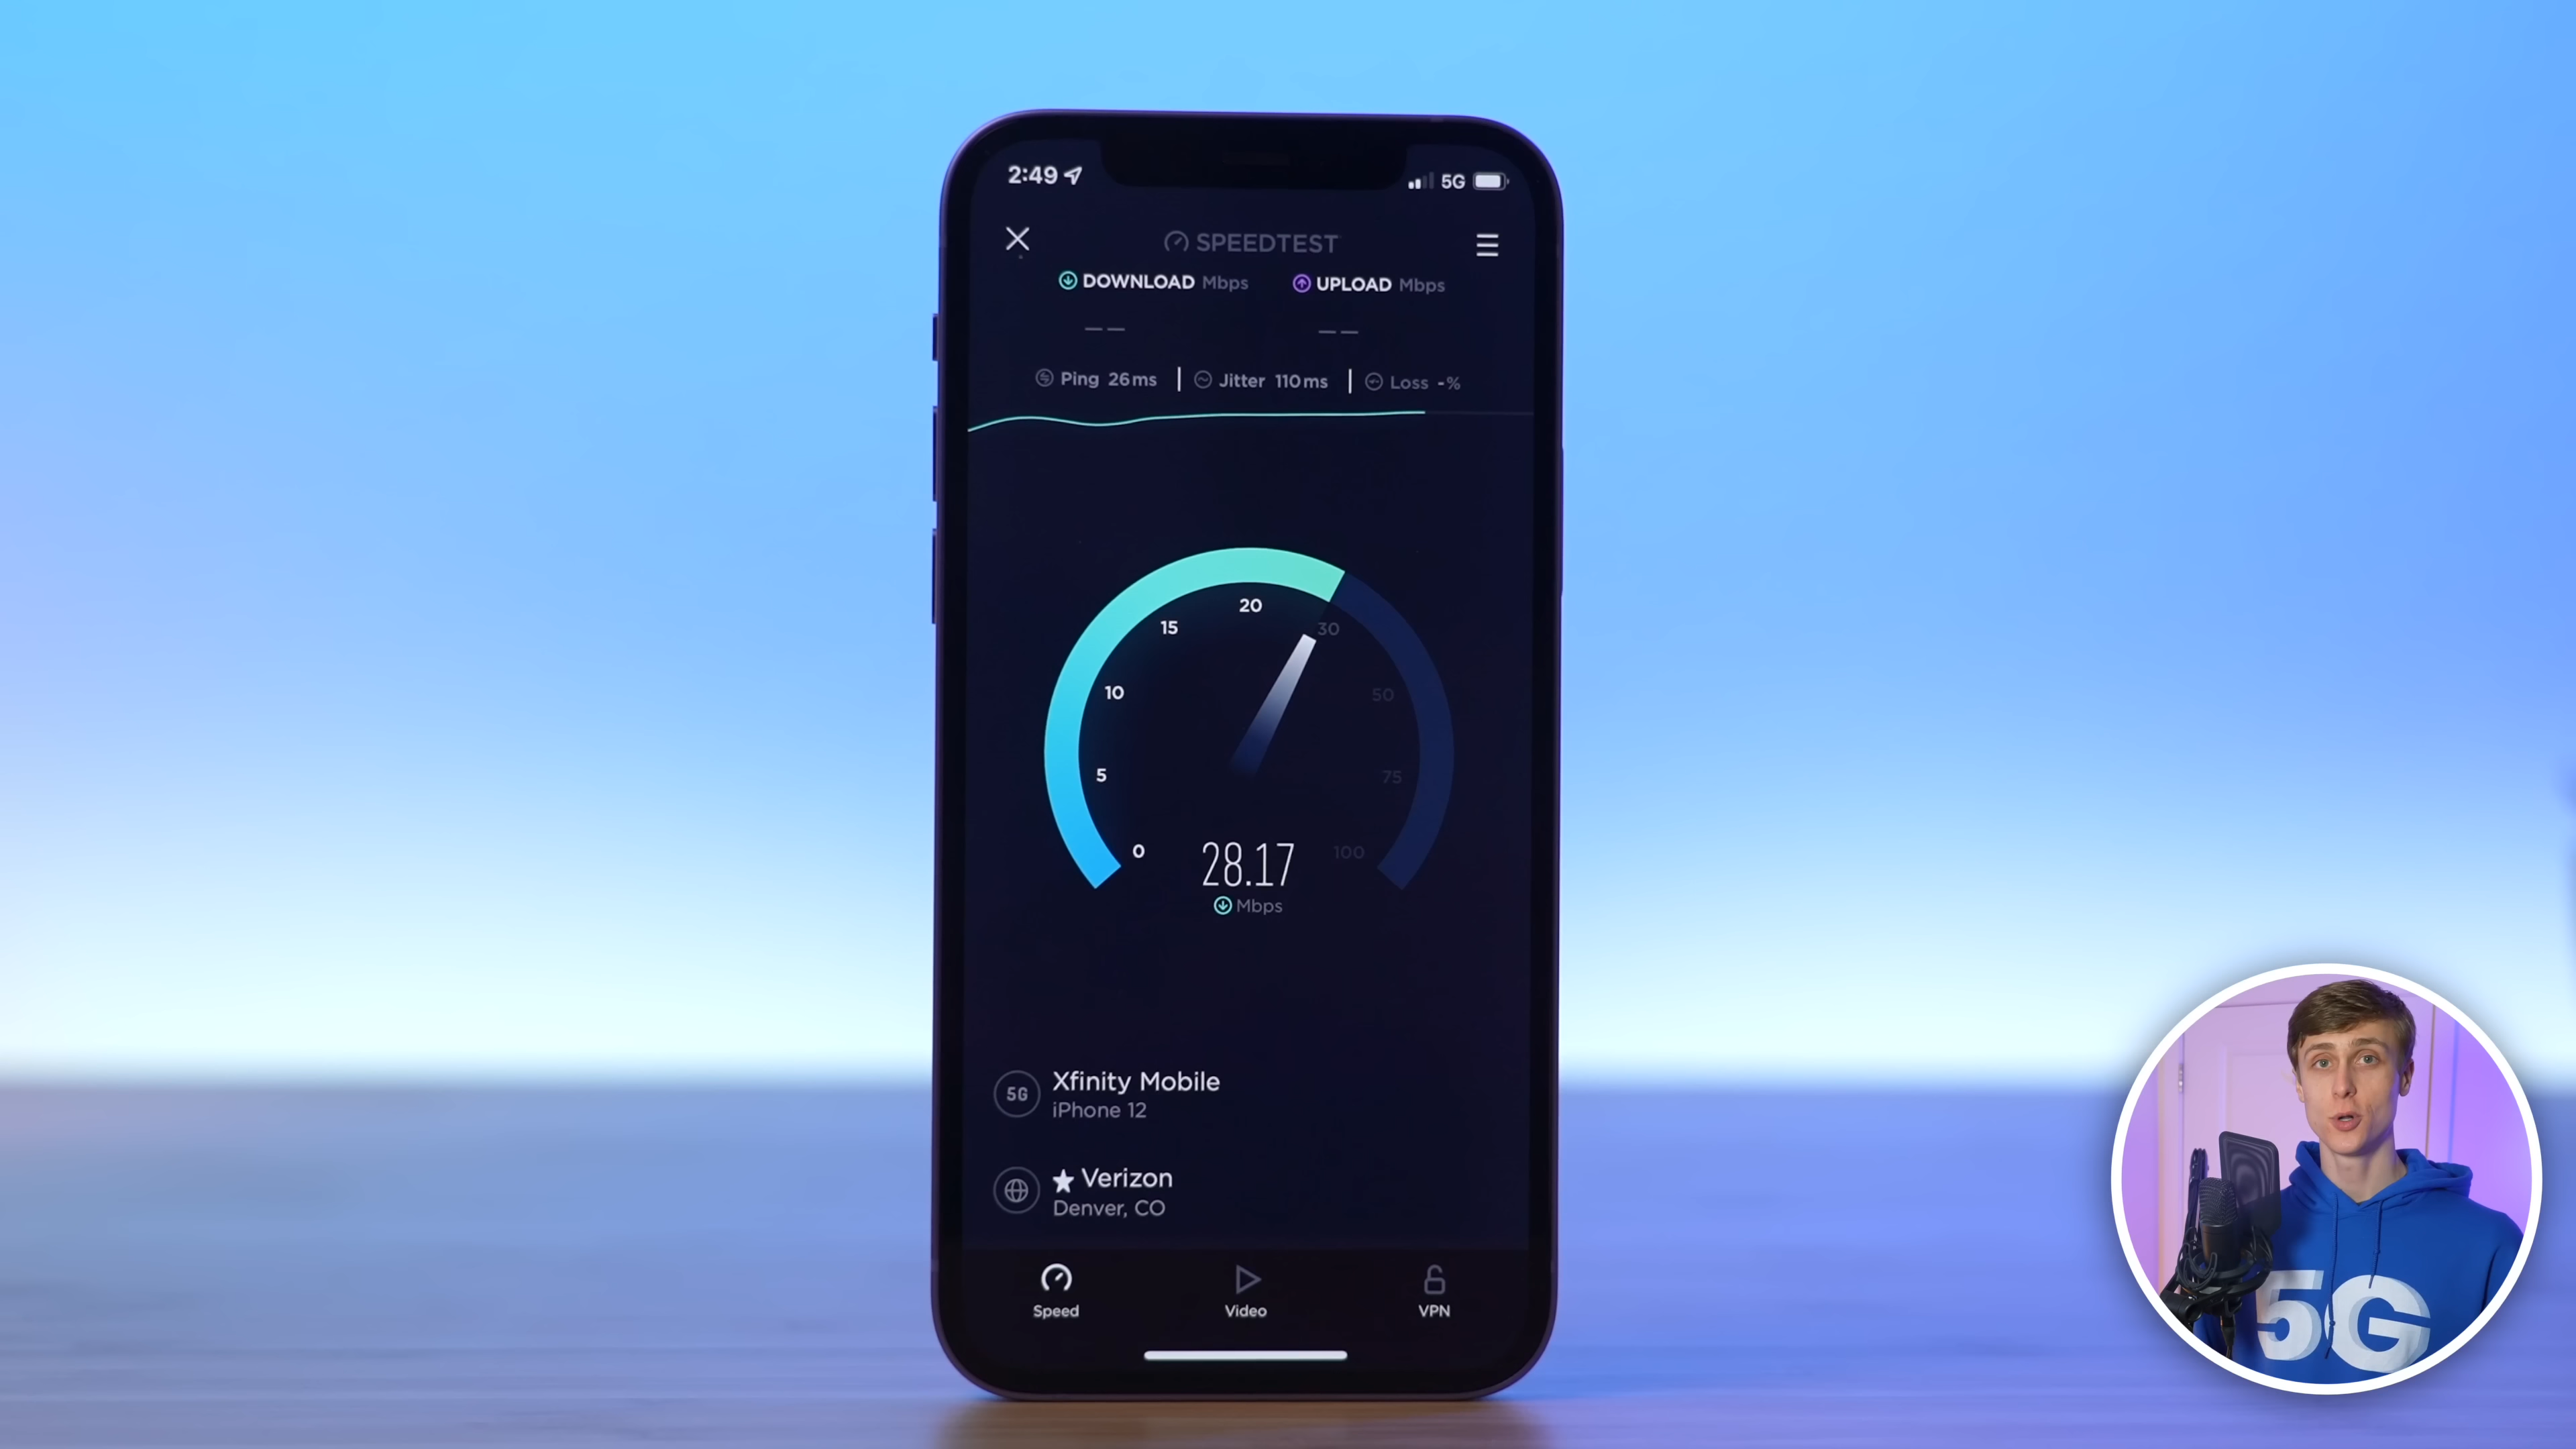 2:49 5G
SPEEDTEST
DOWNLOAD Mbps UPLOAD Mbps
— — — —
Ping 26ms | Jitter 110ms | Loss -%
20
15 30
10 50
5 75
0 100
28.17
Mbps
5G Xfinity Mobile
iPhone 12
Verizon
Denver, CO
Speed Video VPN
5G